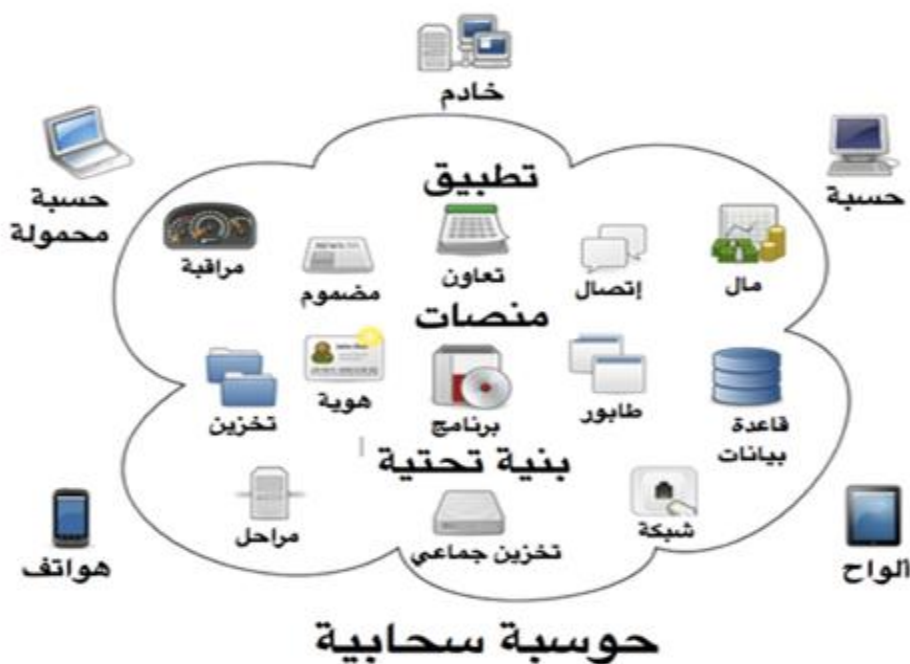 خادم
حسبة
حسبة
محمولة
تطبيق
مال
إتصال
تعاون
مضموم
مراقبة
منصات
قاعدة
بيانات
طابور
برنامج
هوية
تخزين
بنية تحتية
شبكة
تخزين جماعي
مراحل
ألواح
هواتف
حوسبة سحابية